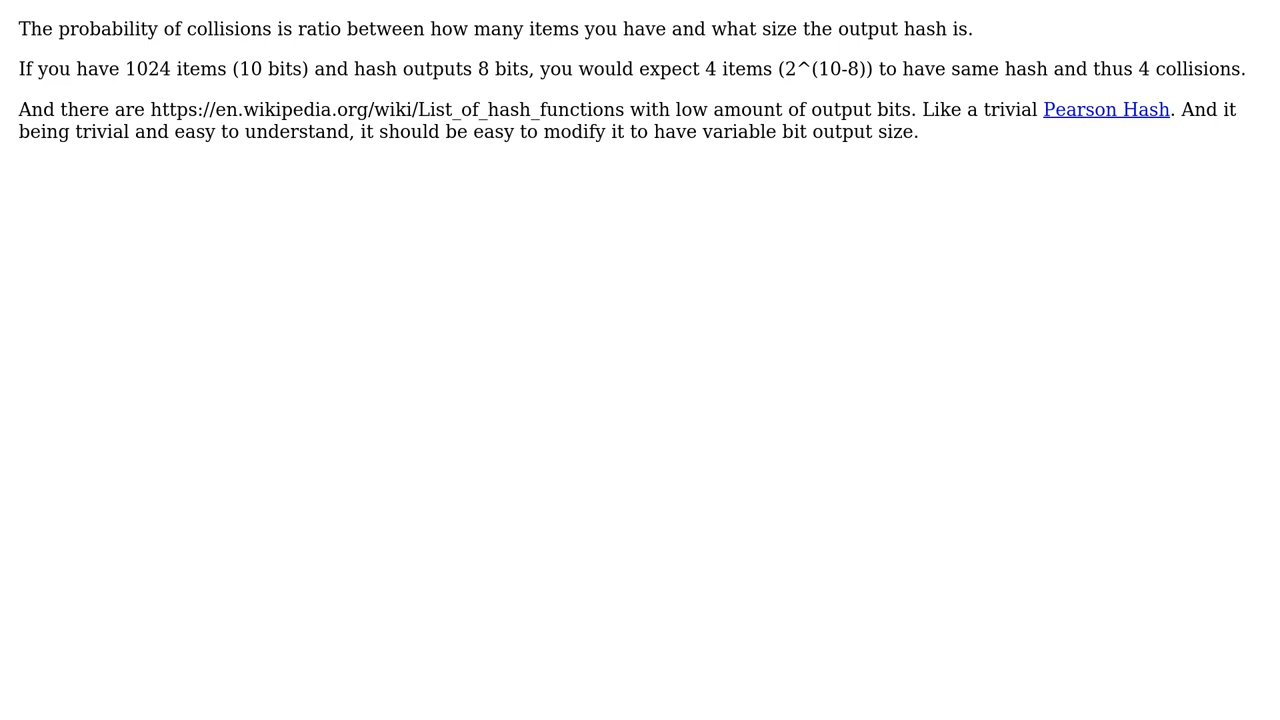 The probability of collisions is ratio between how many items you have and what size the output hash is.
If you have 1024 items (10 bits) and hash outputs 8 bits, you would expect 4 items (2^(10-8)) to have same hash and thus 4 collisions.
And there are https://en.wikipedia.org/wiki/List_of_hash_functions with low amount of output bits. Like a trivial Pearson Hash. And it
being trivial and easy to understand, it should be easy to modify it to have variable bit output size.